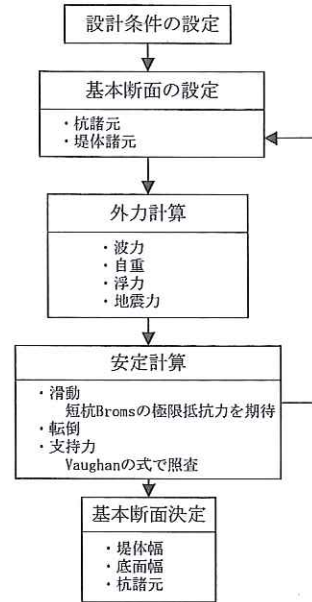 設計条件の設定
基本断面の設定
・杭諸元
・堤体諸元
外力計算
・波力
・自重
・浮力
・地震力
安定計算
・滑動
短杭Bromsの極限抵抗力を期待
・転倒
・支持力
Vaughanの式で照査
基本断面決定
・堤体幅
・底面幅
・杭諸元